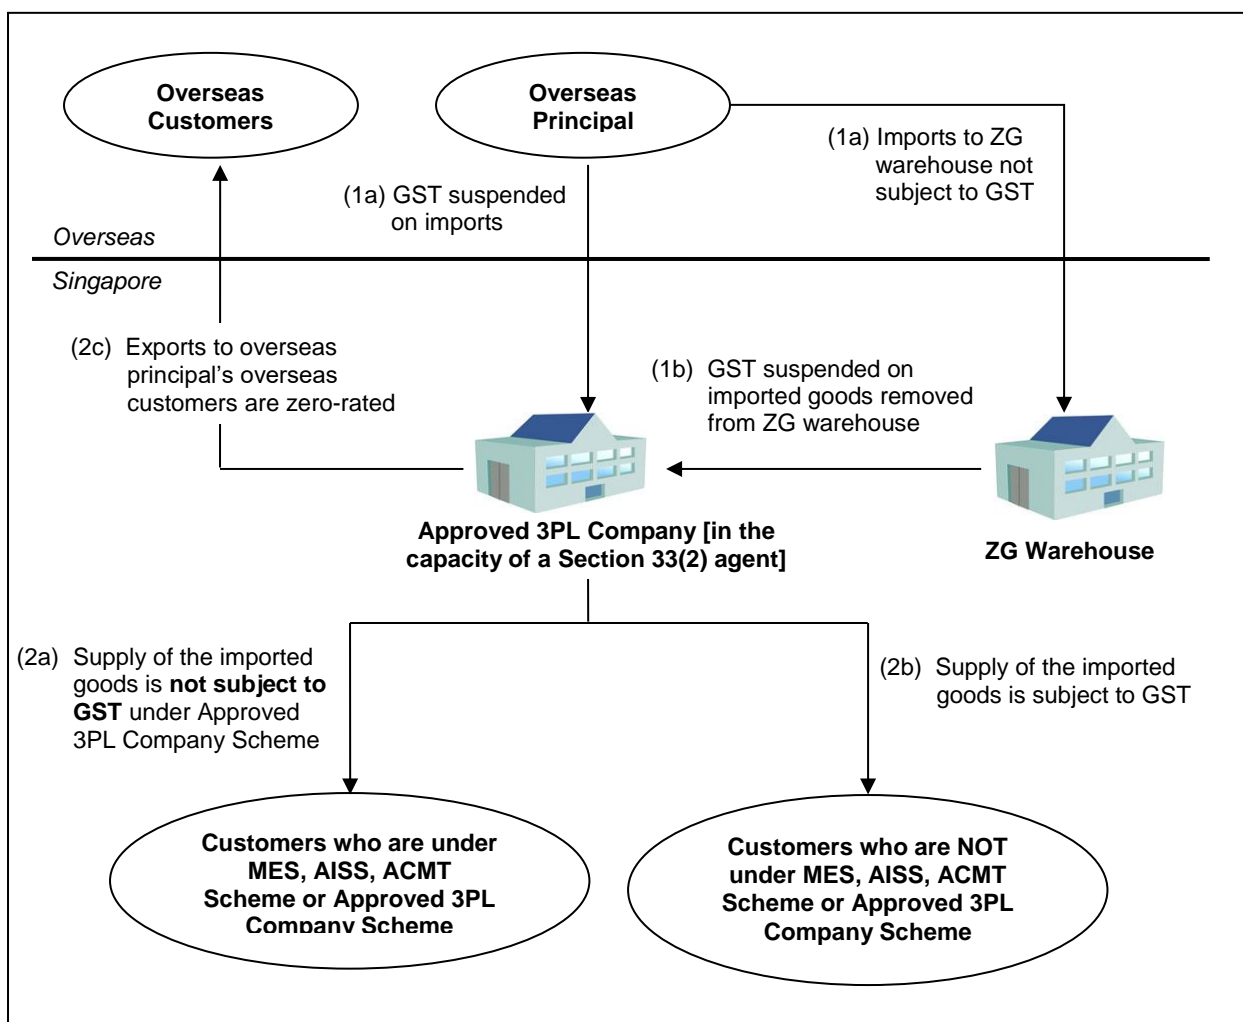 Overseas
Customers
Overseas
Principal
(1a) Imports to ZG
warehouse not
subject to GST
(1a) GST suspended
on imports
Overseas
Singapore
(2c) Exports to overseas
principal's overseas
customers are zero-rated
(1b) GST suspended on
imported goods removed
from ZG warehouse
Approved 3PL Company [in the
capacity of a Section 33(2) agent]
ZG Warehouse
(2a) Supply of the imported
goods is not subject to
GST under Approved
3PL Company Scheme
(2b) Supply of the imported
goods is subject to GST
Customers who are under
MES, AISS, ACMT
Scheme or Approved 3PL
Company Scheme
Customers who are NOT
under MES, AISS, ACMT
Scheme or Approved 3PL
Company Scheme